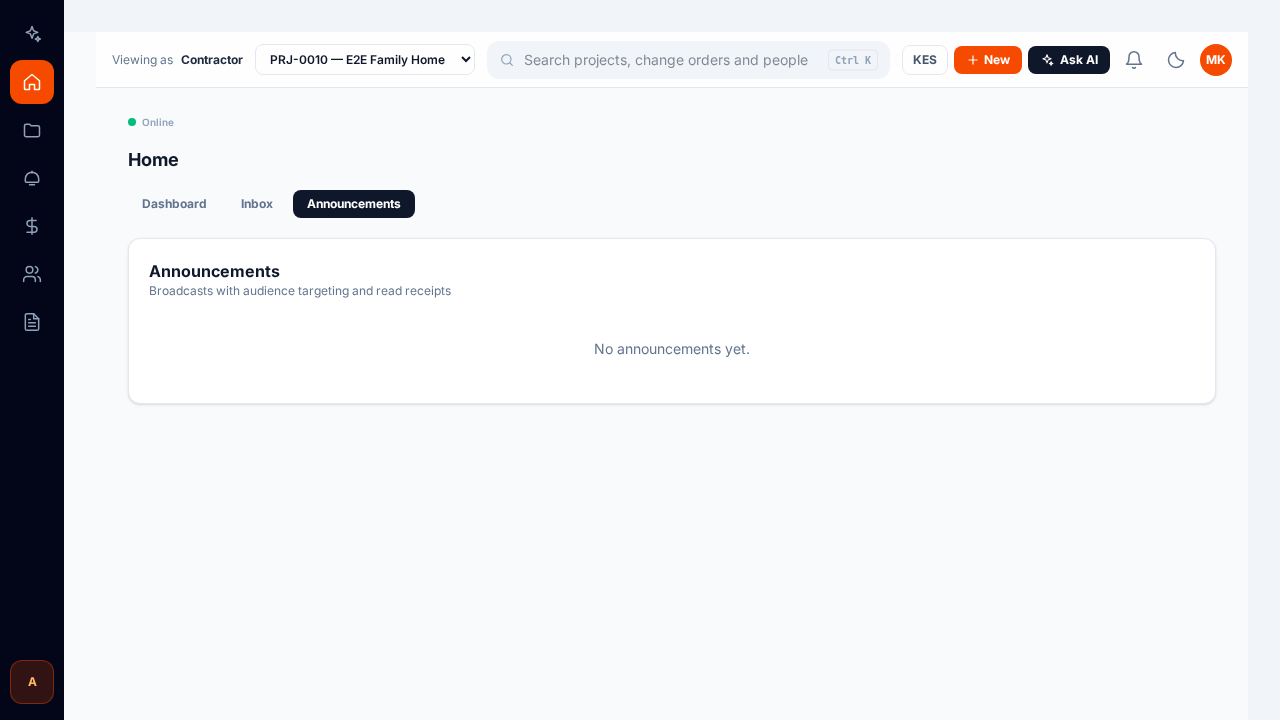 Viewing as Contractor PRJ-0010 — E2E Family Home Search projects, change orders and people Ctrl K KES New Ask AI MK
Online
Home
Dashboard Inbox Announcements
Announcements
Broadcasts with audience targeting and read receipts
No announcements yet.
A